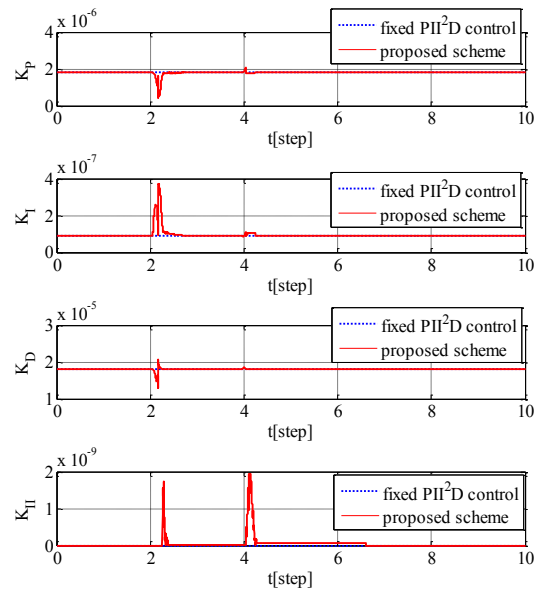 x 10^-6
4
2
0
K_P
fixed PII^2D control
proposed scheme
0 2 4 6 8 10
t[step]
x 10^-7
4
2
0
K_I
fixed PII^2D control
proposed scheme
0 2 4 6 8 10
t[step]
x 10^-5
3
2
1
K_D
fixed PII^2D control
proposed scheme
0 2 4 6 8 10
t[step]
x 10^-9
2
1
0
K_II
fixed PII^2D control
proposed scheme
0 2 4 6 8 10
t[step]